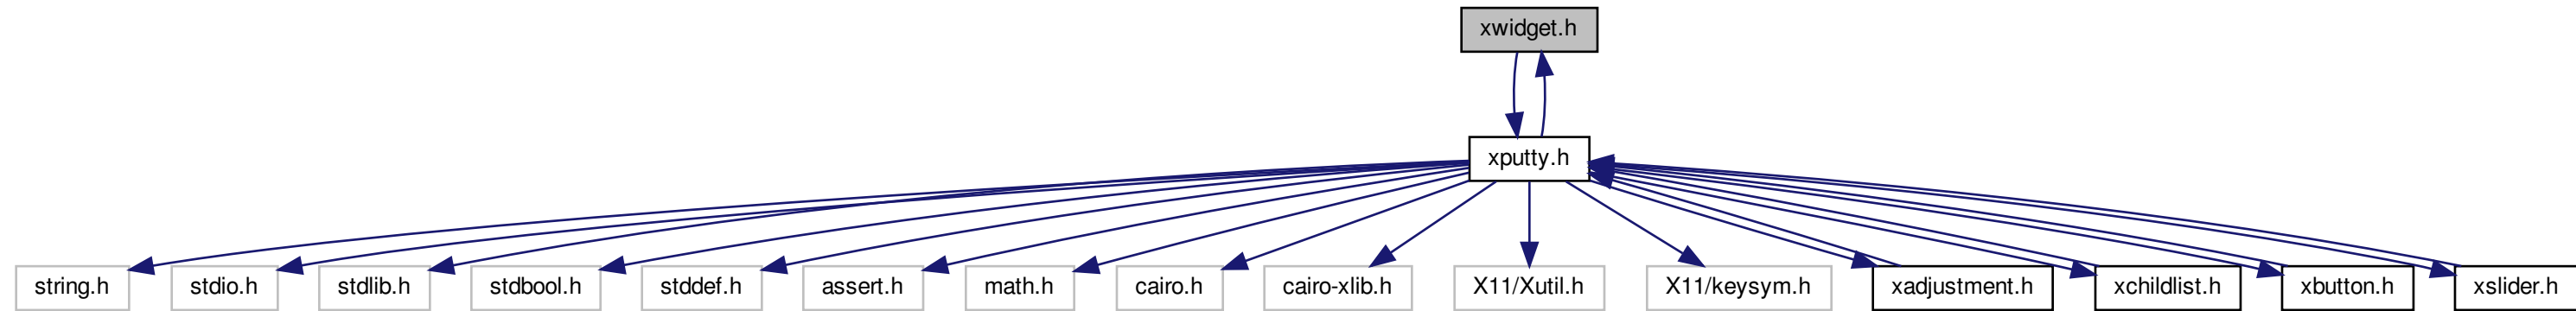 xwidget.h
xputty.h
string.h
stdio.h
stdlib.h
stdbool.h
stddef.h
assert.h
math.h
cairo.h
cairo-xlib.h
X11/Xutil.h
X11/keysym.h
xadjustment.h
xchildlist.h
xbutton.h
xslider.h